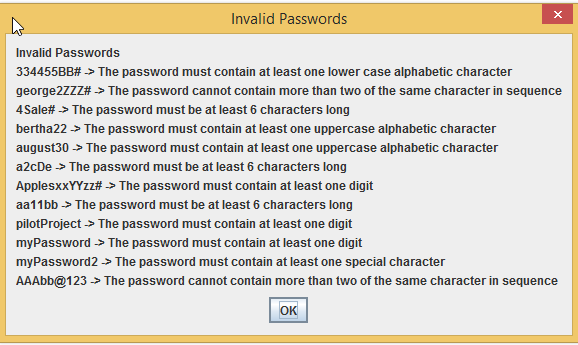 Invalid Passwords
Invalid Passwords
334455BB# -> The password must contain at least one lower case alphabetic character
george2ZZZ# -> The password cannot contain more than two of the same character in sequence
4Sale# -> The password must be at least 6 characters long
bertha22 -> The password must contain at least one uppercase alphabetic character
august30 -> The password must contain at least one uppercase alphabetic character
a2cDe -> The password must be at least 6 characters long
ApplesxxYYzz# -> The password must contain at least one digit
aa11bb -> The password must be at least 6 characters long
pilotProject -> The password must contain at least one digit
myPassword -> The password must contain at least one digit
myPassword2 -> The password must contain at least one special character
AAAbb@123 -> The password cannot contain more than two of the same character in sequence
OK